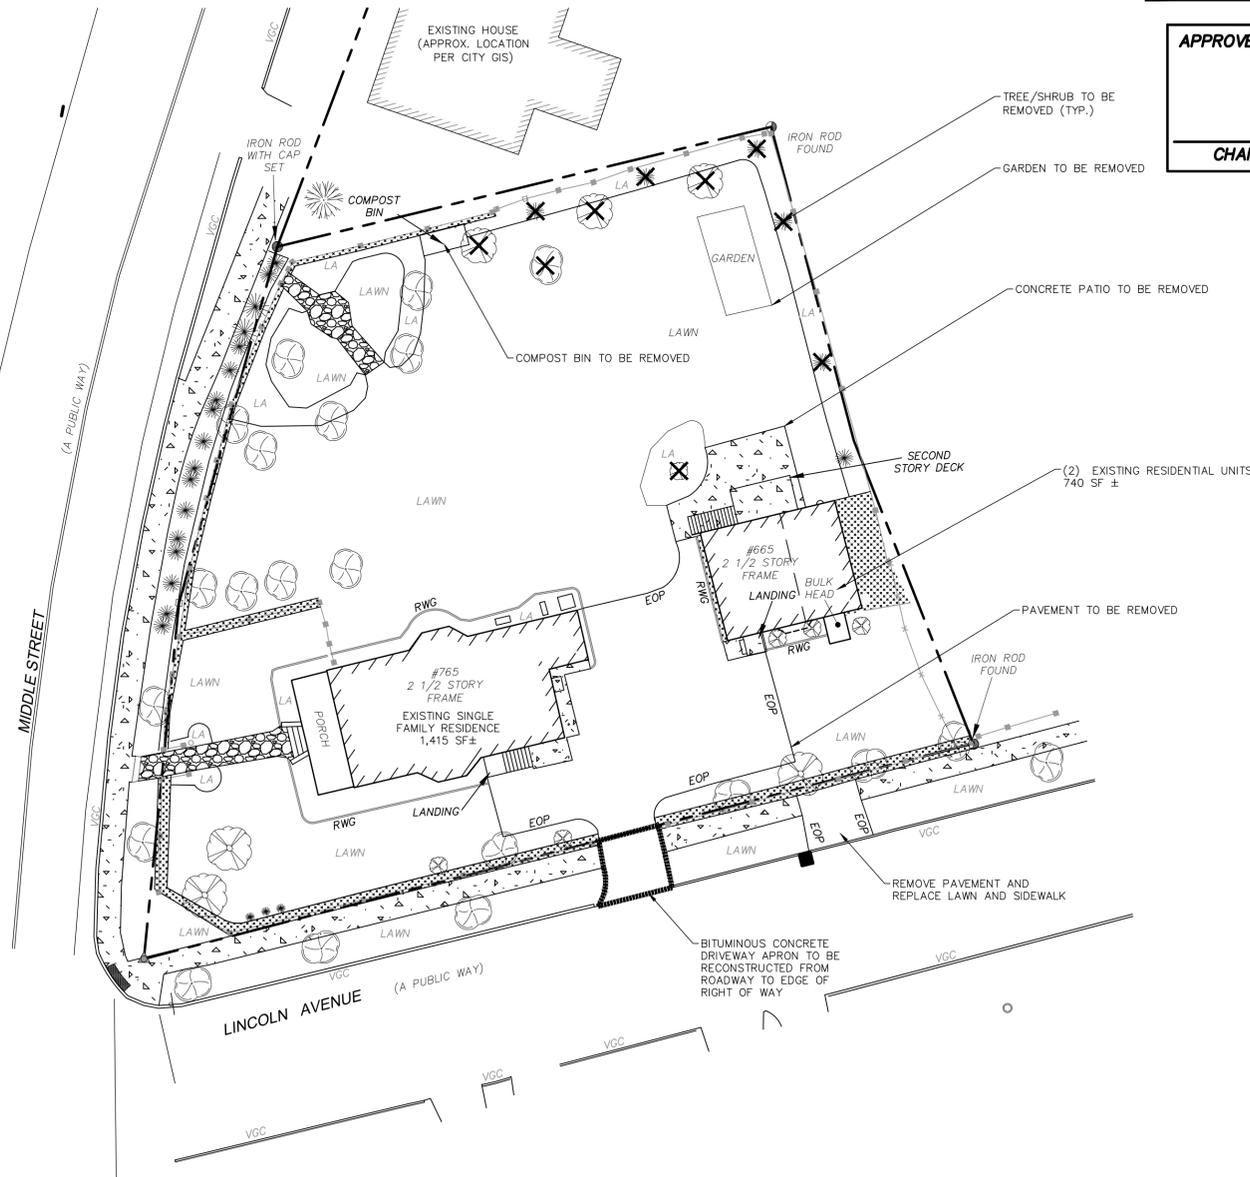 VGC
EXISTING HOUSE
(APPROX. LOCATION
PER CITY GIS)
APPROVE
CHAI
TREE/SHRUB TO BE
REMOVED (TYP.)
IRON ROD
WITH CAP
SET
IRON ROD
FOUND
GARDEN TO BE REMOVED
COMPOST
BIN
LA
VGC
GARDEN
LA
LAWN
CONCRETE PATIO TO BE REMOVED
LA
LA
LAWN
COMPOST BIN TO BE REMOVED
LAWN
LA
(A PUBLIC WAY)
LA
SECOND
STORY DECK
(2) EXISTING RESIDENTIAL UNITS
740 SF ±
LAWN
#665
2 1/2 STORY
FRAME
BULK
HEAD
LANDING
RWG
EOP
RWG
LA
PAVEMENT TO BE REMOVED
RWG
MIDDLE STREET
LAWN
#765
2 1/2 STORY
FRAME
EXISTING SINGLE
FAMILY RESIDENCE
1,415 SF±
LA
PORCH
IRON ROD
FOUND
EOP
LAWN
LA
LA
EOP
LANDING
LAWN
VGC
RWG
EOP
EOP
EOP
VGC
LAWN
LAWN
REMOVE PAVEMENT AND
REPLACE LAWN AND SIDEWALK
LAWN
LAWN
BITUMINOUS CONCRETE
DRIVEWAY APRON TO BE
RECONSTRUCTED FROM
ROADWAY TO EDGE OF
RIGHT OF WAY
VGC
VGC
(A PUBLIC WAY)
LINCOLN AVENUE
VGC
VGC
VGC